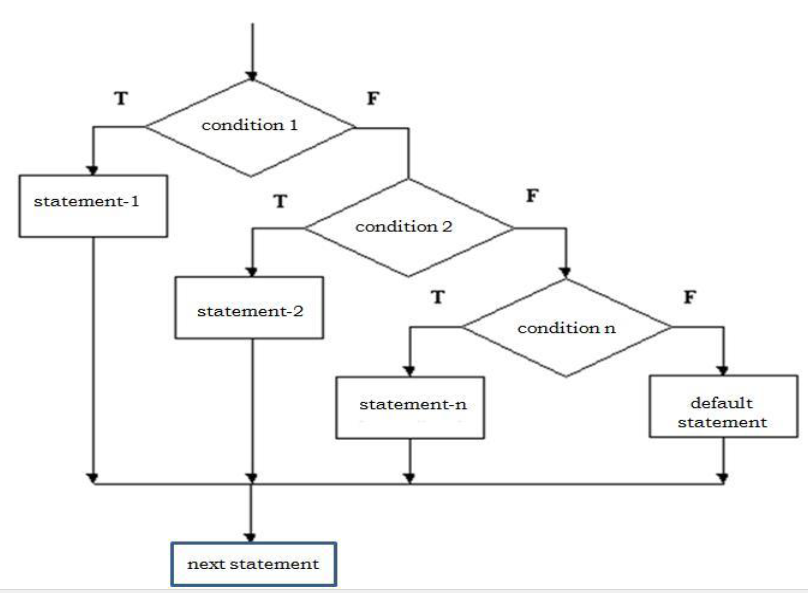 T
F
condition 1
statement-1
T
F
condition 2
statement-2
T
F
condition n
statement-n
default
statement
next statement